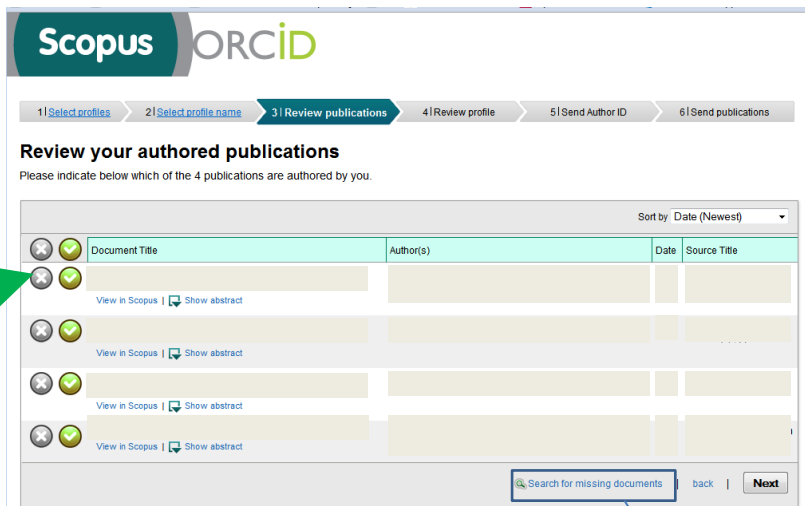 Scopus ORCID
1 | Select profiles 2 | Select profile name 3 | Review publications 4 | Review profile 5 | Send Author ID 6 | Send publications
Review your authored publications
Please indicate below which of the 4 publications are authored by you.
Sort by Date (Newest)
Document Title Author(s) Date Source Title
View in Scopus | Show abstract
View in Scopus | Show abstract
View in Scopus | Show abstract
View in Scopus | Show abstract
Search for missing documents | back | Next